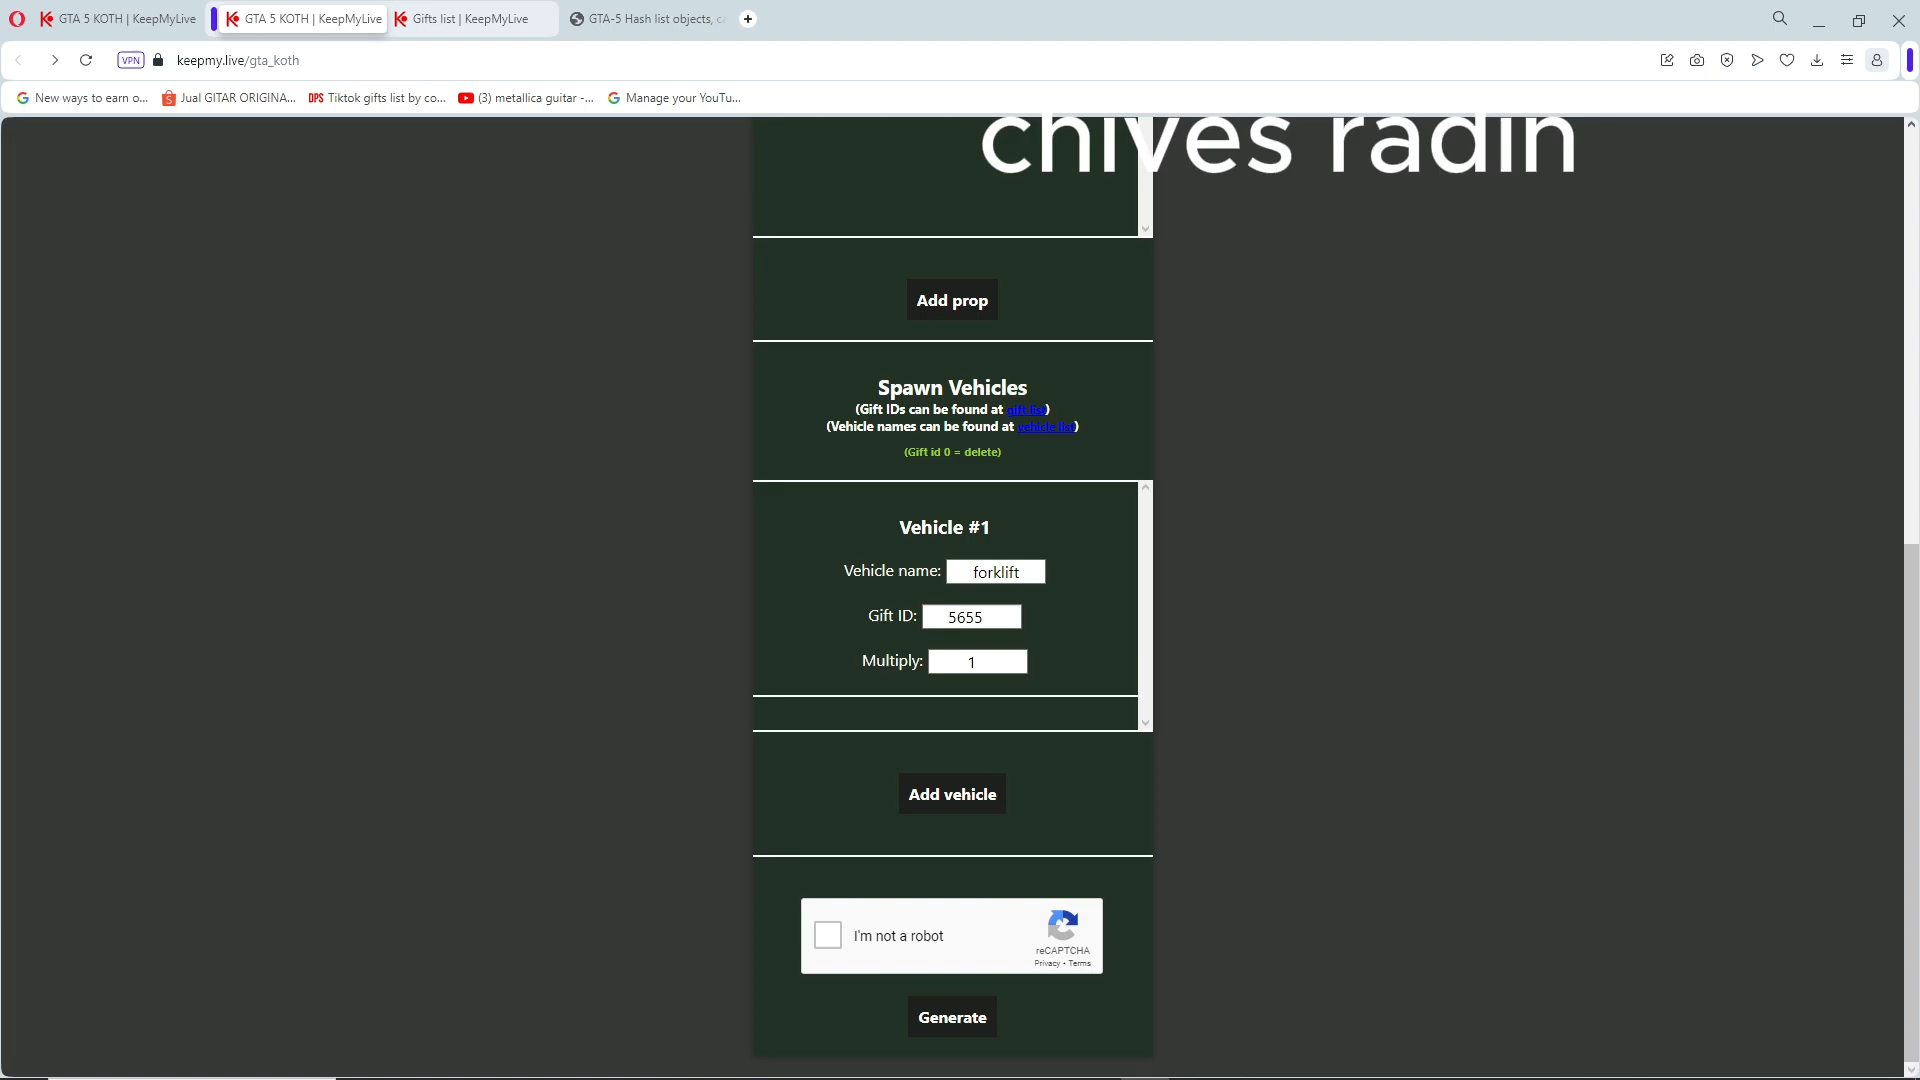 GTA 5 KOTH | KeepMyLive
GTA 5 KOTH | KeepMyLive
Gifts list | KeepMyLive
GTA-5 Hash list objects, c
VPN
keepmy.live/gta_koth
New ways to earn o...
Jual GITAR ORIGINA...
DPS Tiktok gifts list by co...
(3) metallica guitar -...
Manage your YouTu...
chives radin
Add prop
Spawn Vehicles
(Gift IDs can be found at gift list)
(Vehicle names can be found at vehicle list)
(Gift id 0 = delete)
Vehicle #1
Vehicle name: forklift
Gift ID: 5655
Multiply: 1
Add vehicle
I'm not a robot
reCAPTCHA
Privacy • Terms
Generate